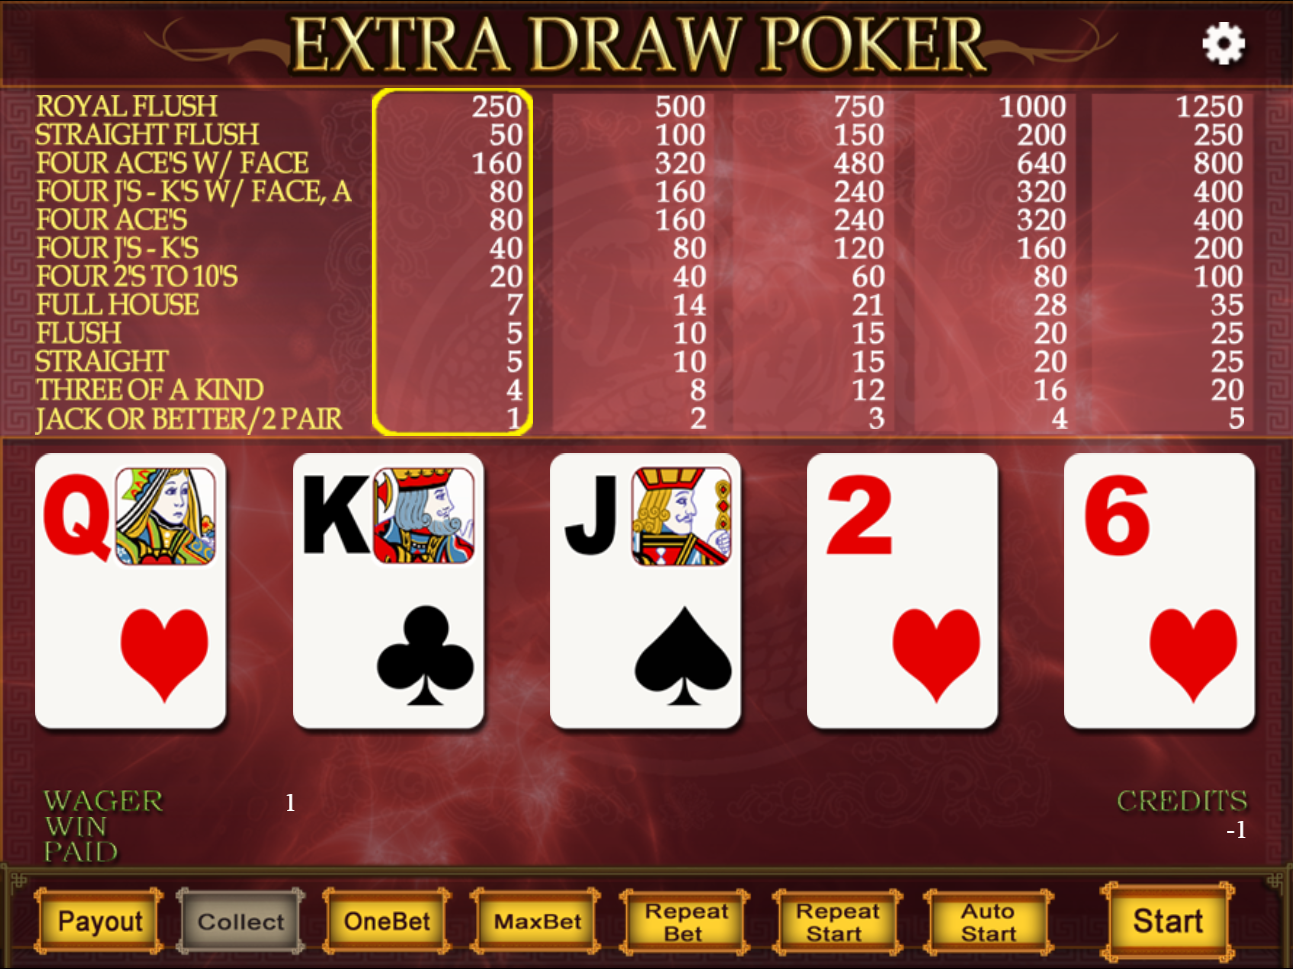 EXTRA DRAW POKER
ROYAL FLUSH 250 500 750 1000 1250
STRAIGHT FLUSH 50 100 150 200 250
FOUR ACE'S W/ FACE 160 320 480 640 800
FOUR J'S - K'S W/ FACE, A 80 160 240 320 400
FOUR ACE'S 80 160 240 320 400
FOUR J'S - K'S 40 80 120 160 200
FOUR 2'S TO 10'S 20 40 60 80 100
FULL HOUSE 7 14 21 28 35
FLUSH 5 10 15 20 25
STRAIGHT 5 10 15 20 25
THREE OF A KIND 4 8 12 16 20
JACK OR BETTER/2 PAIR 1 2 3 4 5
Q K J 2 6
WAGER 1 CREDITS
WIN -1
PAID
Payout Collect OneBet MaxBet Repeat Bet Repeat Start Auto Start Start